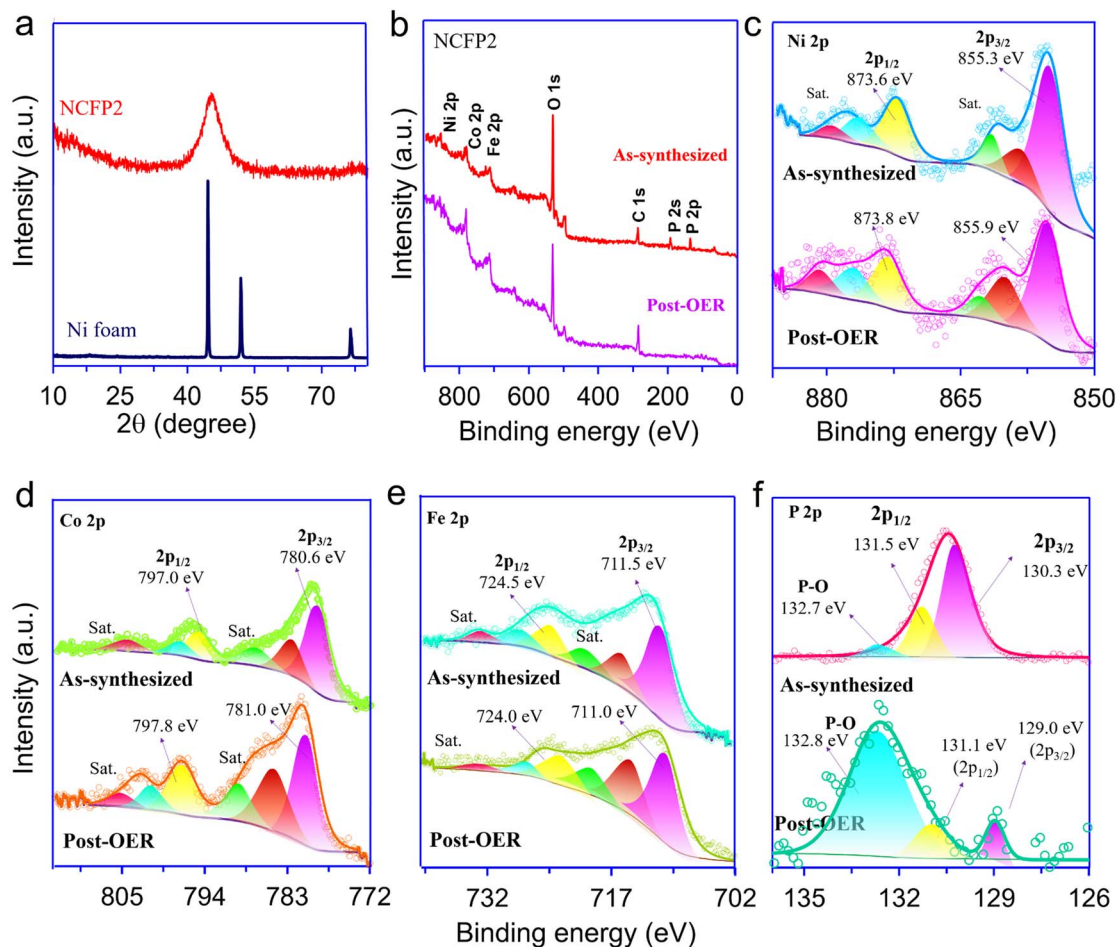 a
NCFP2
Ni foam
Intensity (a.u.)
10 25 40 55 70
2θ (degree)
b
NCFP2
Ni 2p
Co 2p
Fe 2p
O 1s
As-synthesized
C 1s
P 2s
P 2p
Post-OER
Intensity (a.u.)
800 600 400 200 0
Binding energy (eV)
c
Ni 2p
2p3/2
855.3 eV
2p1/2
873.6 eV
Sat.
Sat.
As-synthesized
873.8 eV
855.9 eV
Post-OER
Intensity (a.u.)
880 865 850
Binding energy (eV)
d
Co 2p
2p3/2
780.6 eV
2p1/2
797.0 eV
Sat.
Sat.
As-synthesized
797.8 eV
781.0 eV
Sat.
Sat.
Post-OER
Intensity (a.u.)
805 794 783 772
e
Fe 2p
2p3/2
711.5 eV
2p1/2
724.5 eV
Sat.
Sat.
As-synthesized
724.0 eV
711.0 eV
Sat.
Sat.
Post-OER
732 717 702
Binding energy (eV)
f
P 2p
2p1/2
131.5 eV
2p3/2
130.3 eV
P-O
132.7 eV
As-synthesized
P-O
132.8 eV
131.1 eV
(2p1/2)
129.0 eV
(2p3/2)
Post-OER
Intensity (a.u.)
135 132 129 126